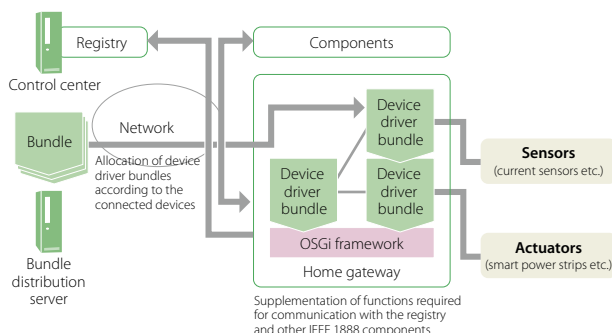 Registry
Components
Control center
Bundle
Network
Allocation of device
driver bundles
according to the
connected devices
Bundle
distribution
server
Device
driver
bundle
Device
driver
bundle
Device
driver
bundle
OSGi framework
Home gateway
Sensors
(current sensors etc.)
Actuators
(smart power strips etc.)
Supplementation of functions required
for communication with the registry
and other IEEE 1888 components